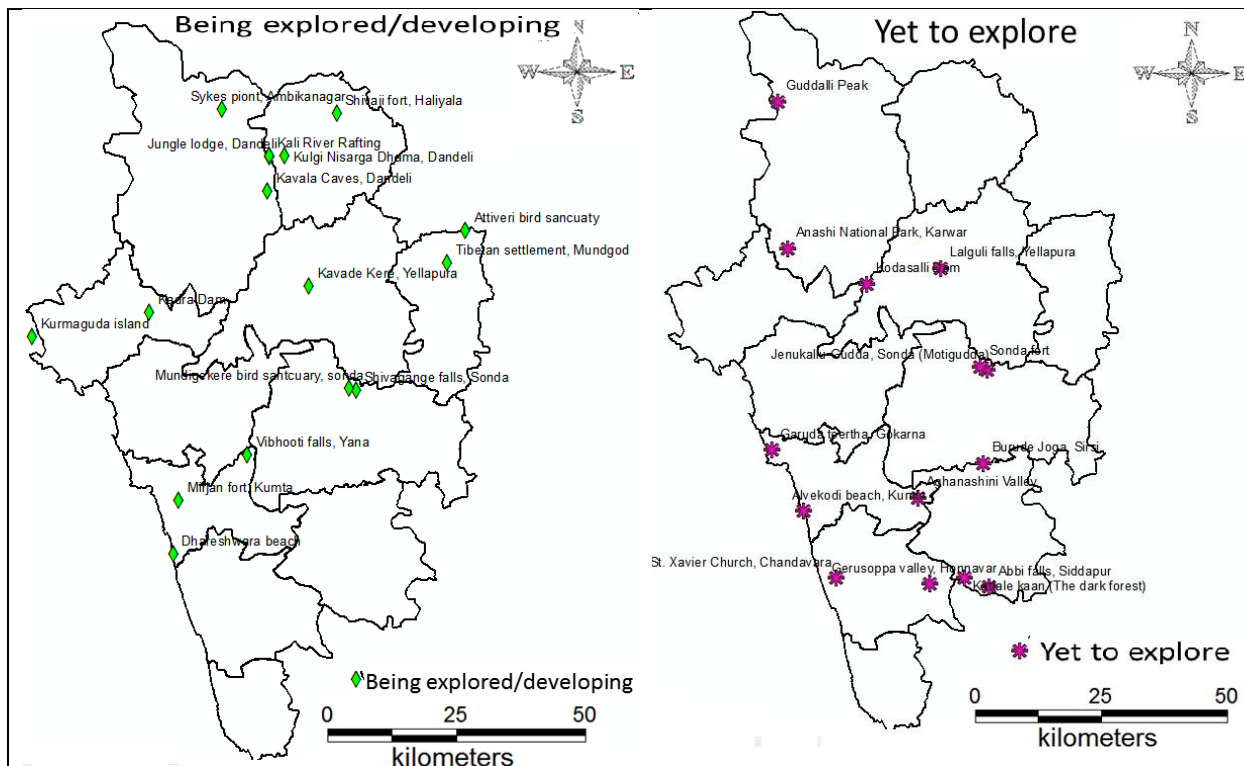 Being explored/developing
N
W E
S
Sykes piont, Ambikanagar
Shivaji fort, Haliyala
Jungle lodge, Dandeli
Kali River Rafting
Kulgi Nisarga Dhama, Dandeli
Kavala Caves, Dandeli
Attiveri bird sancuaty
Tibetan settlement, Mundgod
Kavade Kere, Yellapura
Kadra Dam
Kurmaguda island
Mundigekere bird santcuary, sonda
Shivagange falls, Sonda
Vibhooti falls, Yana
Mirjan fort, Kumta
Dhareshwara beach
Being explored/developing
0 25 50
kilometers
Yet to explore
N
W E
S
Guddalli Peak
Anashi National Park, Karwar
Lalguli falls, Yellapura
Kodasalli dam
Jenukallu Gudda, Sonda (Motigudda)
Sonda fort
Garuda teertha, Gokarna
Burude Joga, Sirsi
Aghanashini Valley
Alvekodi beach, Kumta
St. Xavier Church, Chandavara
Gerusoppa valley, Honnavar
Abbi falls, Siddapur
kaan (The dark forest)
Yet to explore
0 25 50
kilometers